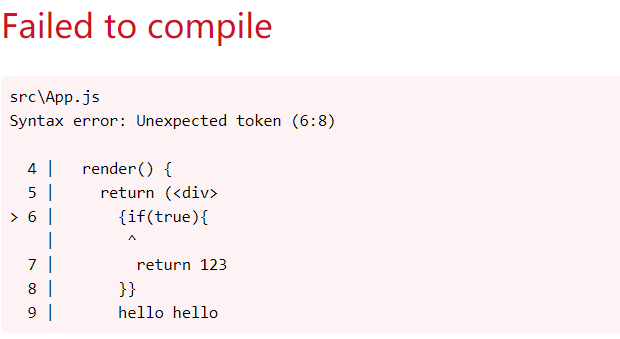 Failed to compile
src\App.js
Syntax error: Unexpected token (6:8)
  4 |   render() {
  5 |     return (<div>
> 6 |       {if(true){
    |        ^
  7 |         return 123
  8 |       }}
  9 |       hello hello